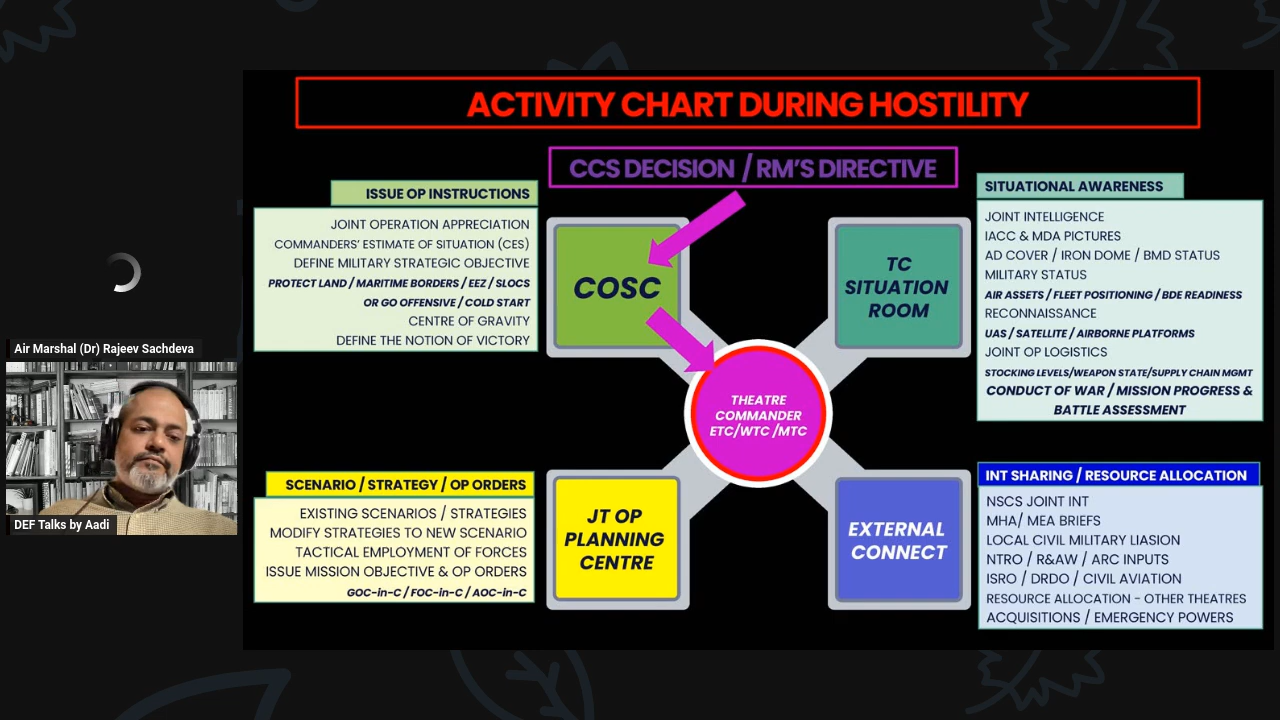 ACTIVITY CHART DURING HOSTILITY
CCS DECISION / RM'S DIRECTIVE
ISSUE OP INSTRUCTIONS
JOINT OPERATION APPRECIATION
COMMANDERS' ESTIMATE OF SITUATION (CES)
DEFINE MILITARY STRATEGIC OBJECTIVE
PROTECT LAND / MARITIME BORDERS / EEZ / SLOCS
OR GO OFFENSIVE / COLD START
CENTRE OF GRAVITY
DEFINE THE NOTION OF VICTORY
COSC
TC
SITUATION
ROOM
SITUATIONAL AWARENESS
JOINT INTELLIGENCE
IACC & MDA PICTURES
AD COVER / IRON DOME / BMD STATUS
MILITARY STATUS
AIR ASSETS / FLEET POSITIONING / BDE READINESS
RECONNAISSANCE
UAS / SATELLITE / AIRBORNE PLATFORMS
JOINT OP LOGISTICS
STOCKING LEVELS/WEAPON STATE/SUPPLY CHAIN MGMT
CONDUCT OF WAR / MISSION PROGRESS &
BATTLE ASSESSMENT
THEATRE
COMMANDER
ETC/WTC /MTC
SCENARIO / STRATEGY / OP ORDERS
EXISTING SCENARIOS / STRATEGIES
MODIFY STRATEGIES TO NEW SCENARIO
TACTICAL EMPLOYMENT OF FORCES
ISSUE MISSION OBJECTIVE & OP ORDERS
GOC-in-C / FOC-in-C / AOC-in-C
JT OP
PLANNING
CENTRE
EXTERNAL
CONNECT
INT SHARING / RESOURCE ALLOCATION
NSCS JOINT INT
MHA/ MEA BRIEFS
LOCAL CIVIL MILITARY LIASION
NTRO / R&AW / ARC INPUTS
ISRO / DRDO / CIVIL AVIATION
RESOURCE ALLOCATION - OTHER THEATRES
ACQUISITIONS / EMERGENCY POWERS
Air Marshal (Dr) Rajeev Sachdeva
DEF Talks by Aadi